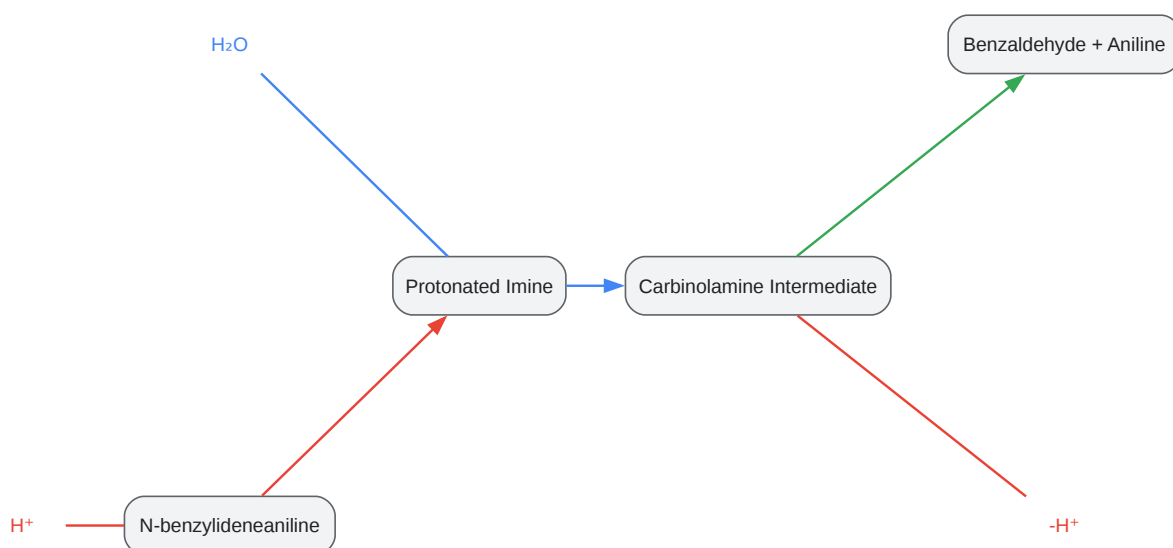 H₂O
Benzaldehyde + Aniline
Protonated Imine
Carbinolamine Intermediate
H⁺
N-benzylideneaniline
-H⁺